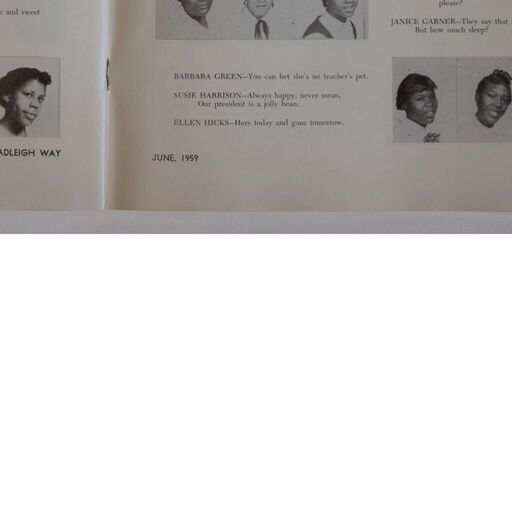 e and sweet
ADLEIGH WAY
BARBARA GREEN—You can bet she's no teacher's pet.
SUSIE HARRISON—Always happy, never mean,
Our president is a jolly bean.
ELLEN HICKS—Here today and gone tomorrow.
JUNE, 1959
please?
JANICE GARNER—They say that s
But how much sleep?